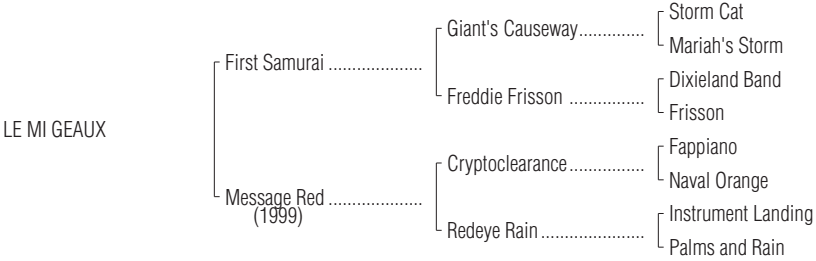 Storm Cat
Giant's Causeway..............
Mariah's Storm
First Samurai ....................
Dixieland Band
Freddie Frisson ................
Frisson
LE MI GEAUX
Fappiano
Cryptoclearance................
Naval Orange
Message Red ....................
(1999)
Instrument Landing
Redeye Rain......................
Palms and Rain